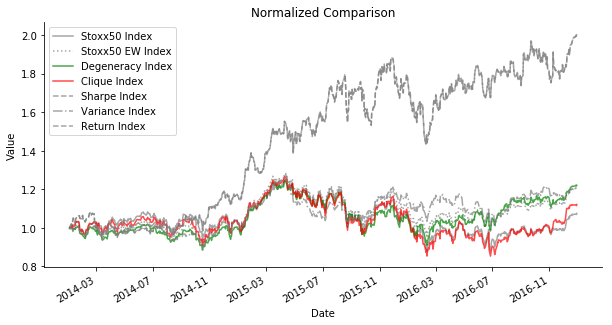 Normalized Comparison
Stoxx50 Index
Stoxx50 EW Index
Degeneracy Index
Clique Index
Sharpe Index
Variance Index
Return Index
Value
2.0
1.8
1.6
1.4
1.2
1.0
0.8
2014-03
2014-07
2014-11
2015-03
2015-07
2015-11
2016-03
2016-07
2016-11
Date